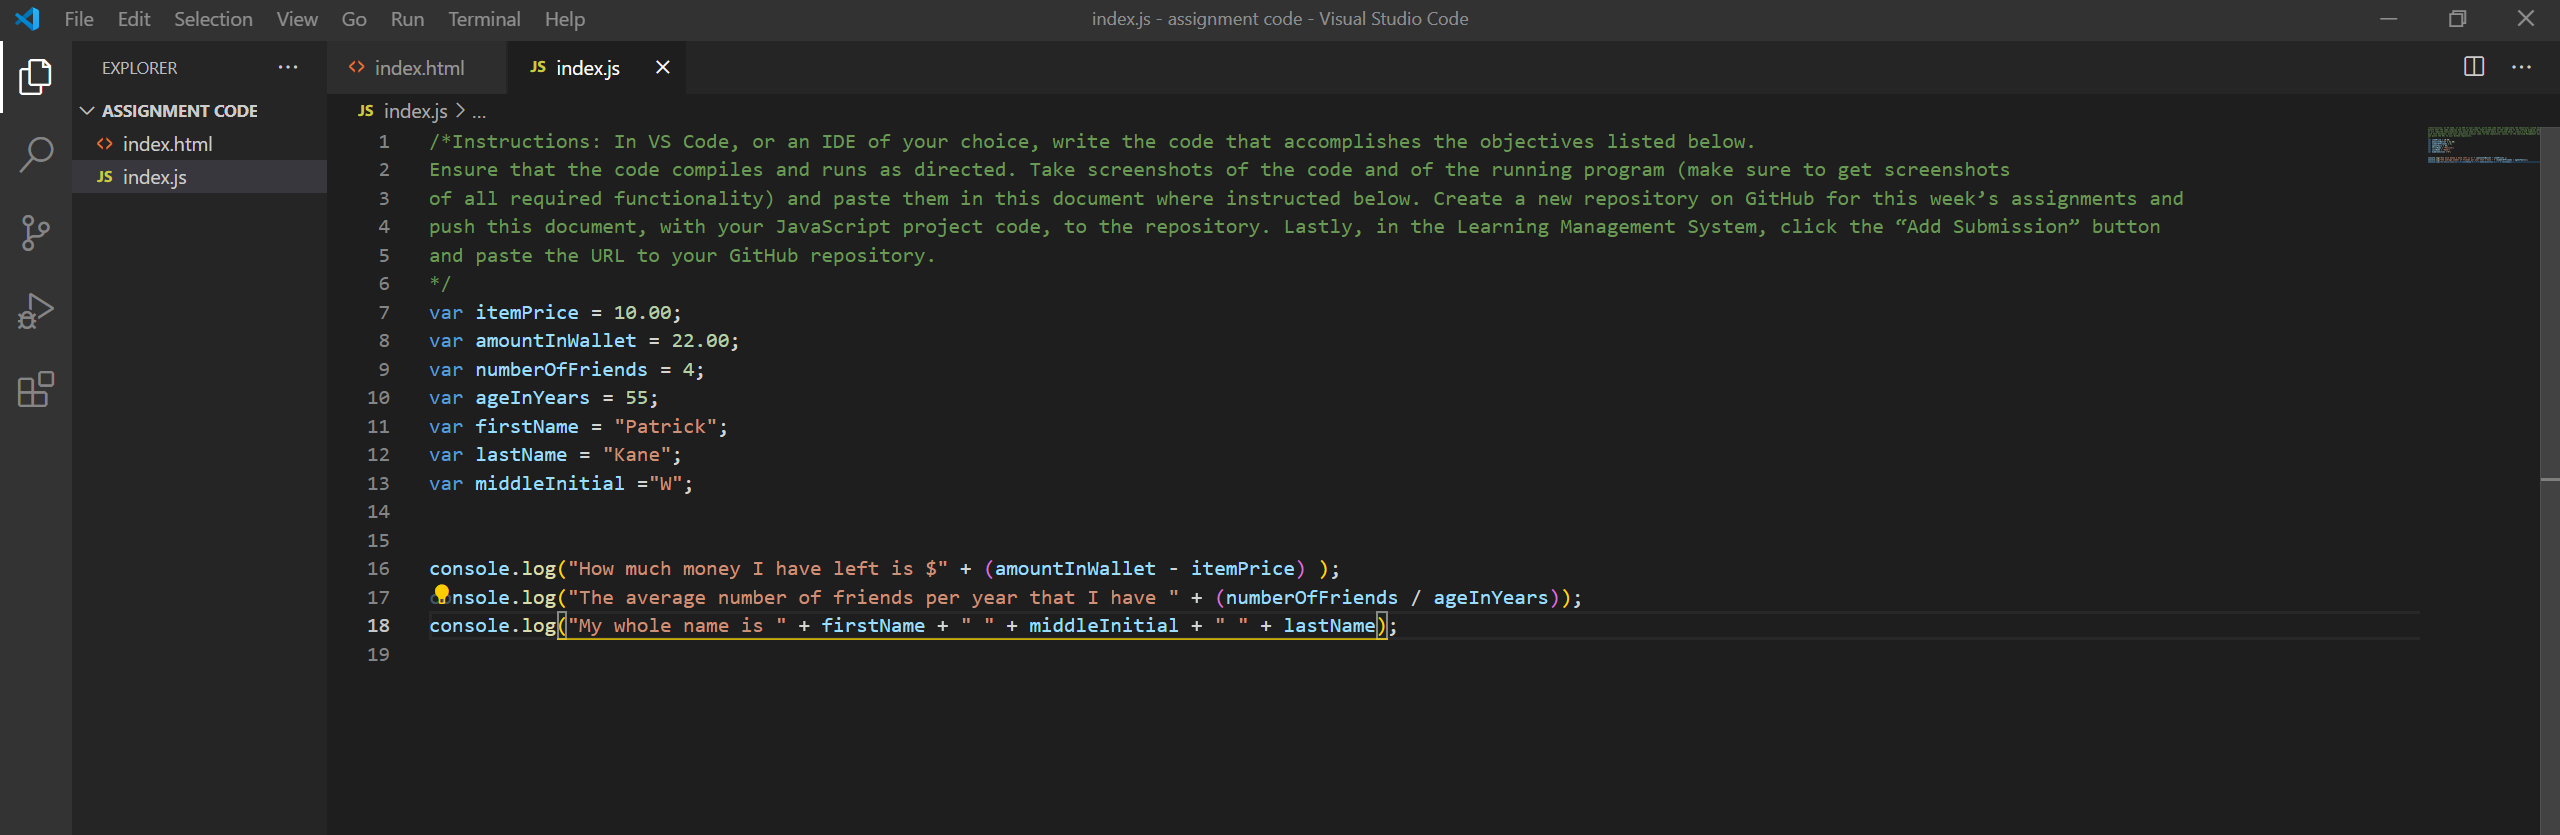 File Edit Selection View Go Run Terminal Help
index.js - assignment code - Visual Studio Code
EXPLORER
ASSIGNMENT CODE
index.html
JS index.js
index.html
JS index.js
JS index.js > ...
1 /*Instructions: In VS Code, or an IDE of your choice, write the code that accomplishes the objectives listed below.
2 Ensure that the code compiles and runs as directed. Take screenshots of the code and of the running program (make sure to get screenshots
3 of all required functionality) and paste them in this document where instructed below. Create a new repository on GitHub for this week’s assignments and
4 push this document, with your JavaScript project code, to the repository. Lastly, in the Learning Management System, click the “Add Submission” button
5 and paste the URL to your GitHub repository.
6 */
7 var itemPrice = 10.00;
8 var amountInWallet = 22.00;
9 var numberOfFriends = 4;
10 var ageInYears = 55;
11 var firstName = "Patrick";
12 var lastName = "Kane";
13 var middleInitial ="W";
14
15
16 console.log("How much money I have left is $" + (amountInWallet - itemPrice) );
17 console.log("The average number of friends per year that I have " + (numberOfFriends / ageInYears));
18 console.log("My whole name is " + firstName + " " + middleInitial + " " + lastName);
19